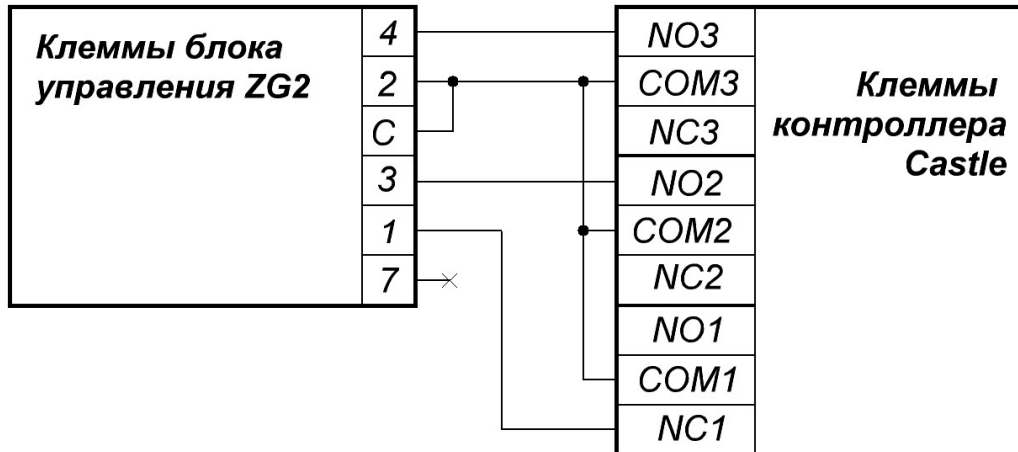 Клеммы блока
управления ZG2
4
2
C
3
1
7
NO3
COM3
NC3
NO2
COM2
NC2
NO1
COM1
NC1
Клеммы
контроллера
Castle